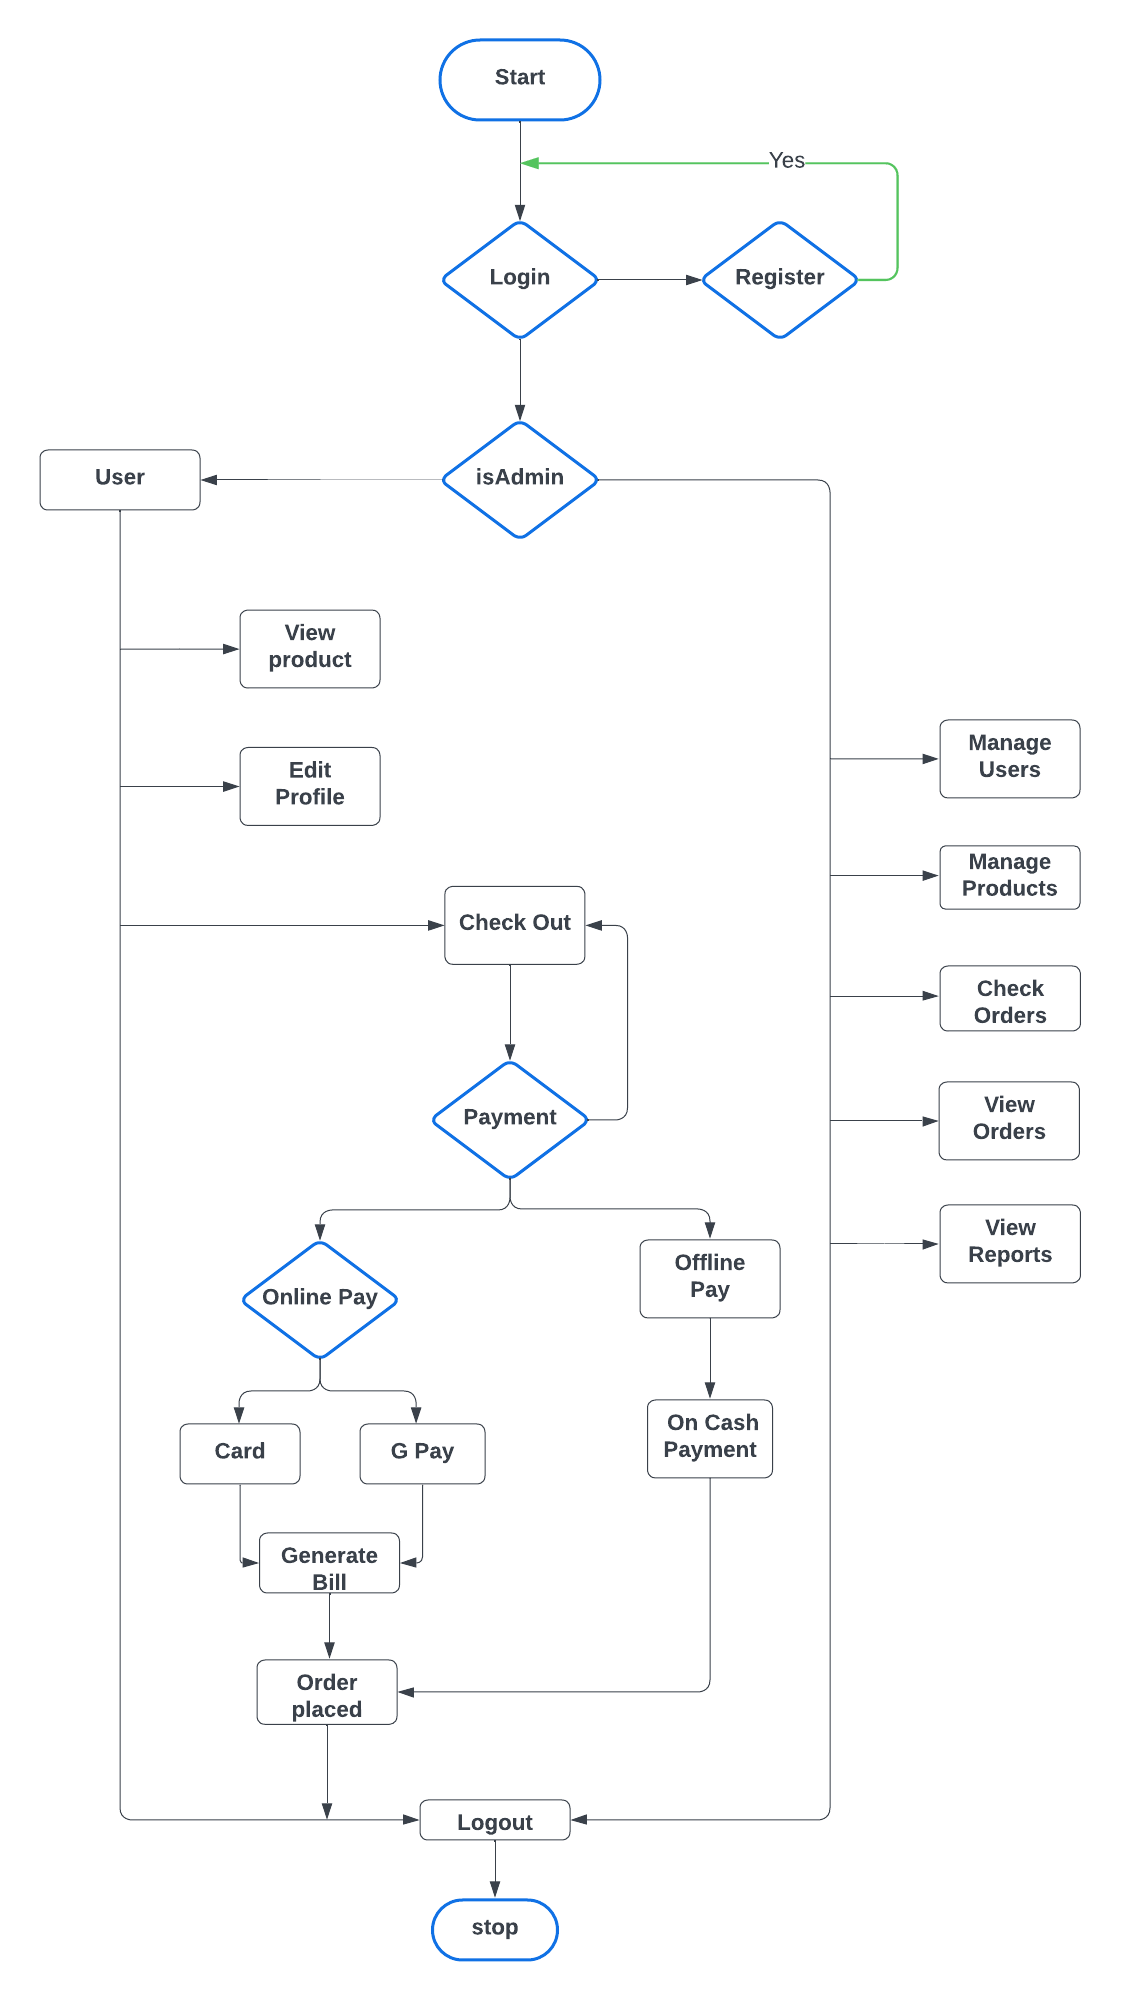 Start
Yes
Login
Register
isAdmin
User
View
product
Edit
Profile
Manage
Users
Manage
Products
Check Out
Check
Orders
Payment
View
Orders
View
Reports
Online Pay
Offline
Pay
Card
G Pay
On Cash
Payment
Generate
Bill
Order
placed
Logout
stop